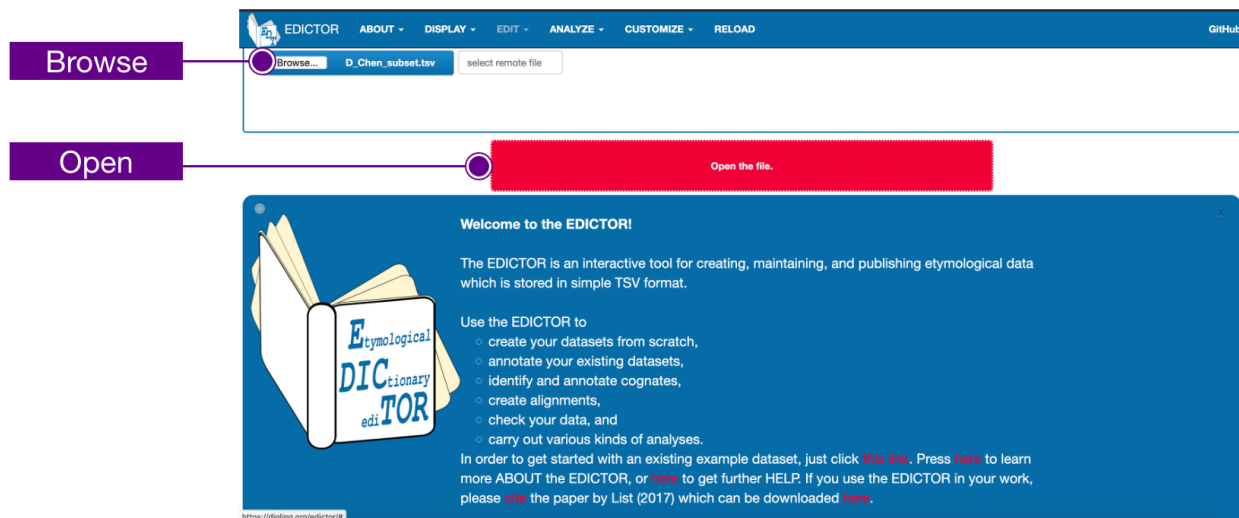 EDICTOR ABOUT DISPLAY EDIT ANALYZE CUSTOMIZE RELOAD GitHub
Browse
Browse... D_Chen_subset.tsv select remote file
Open
Open the file.
Welcome to the EDICTOR!
The EDICTOR is an interactive tool for creating, maintaining, and publishing etymological data
which is stored in simple TSV format.
Use the EDICTOR to
create your datasets from scratch,
annotate your existing datasets,
identify and annotate cognates,
create alignments,
check your data, and
carry out various kinds of analyses.
In order to get started with an existing example dataset, just click this link. Press here to learn
more ABOUT the EDICTOR, or here to get further HELP. If you use the EDICTOR in your work,
please cite the paper by List (2017) which can be downloaded here.
Etymological
DICtionary
ediTOR
https://digling.org/edictor/#